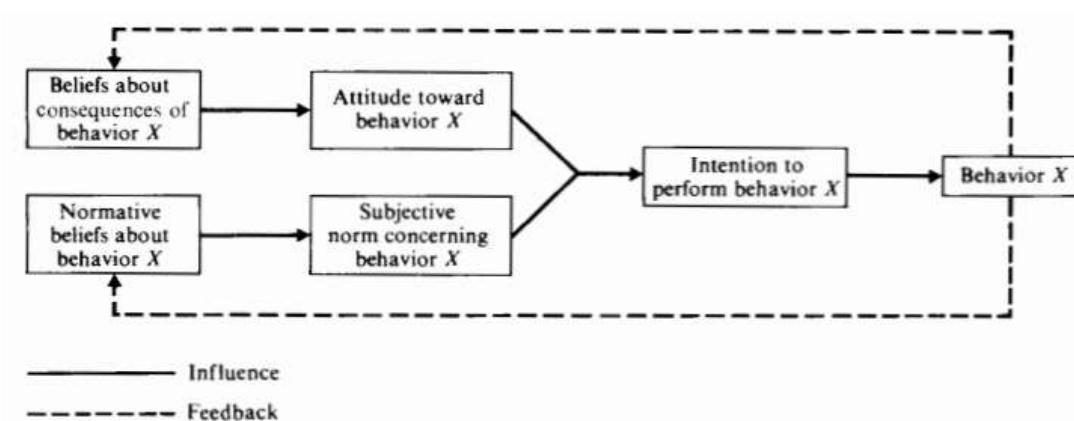 Beliefs about
consequences of
behavior X
Attitude toward
behavior X
Intention to
perform behavior X
Behavior X
Normative
beliefs about
behavior X
Subjective
norm concerning
behavior X
Influence
Feedback